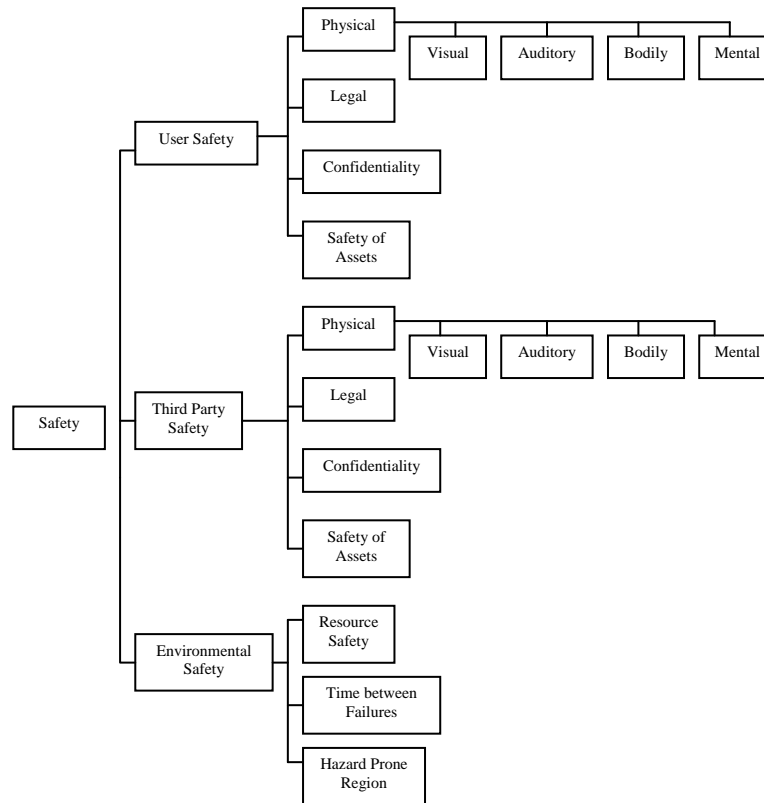 Physical
Visual
Auditory
Bodily
Mental
Legal
User Safety
Confidentiality
Safety of
Assets
Physical
Visual
Auditory
Bodily
Mental
Legal
Safety
Third Party
Safety
Confidentiality
Safety of
Assets
Resource
Safety
Environmental
Safety
Time between
Failures
Hazard Prone
Region